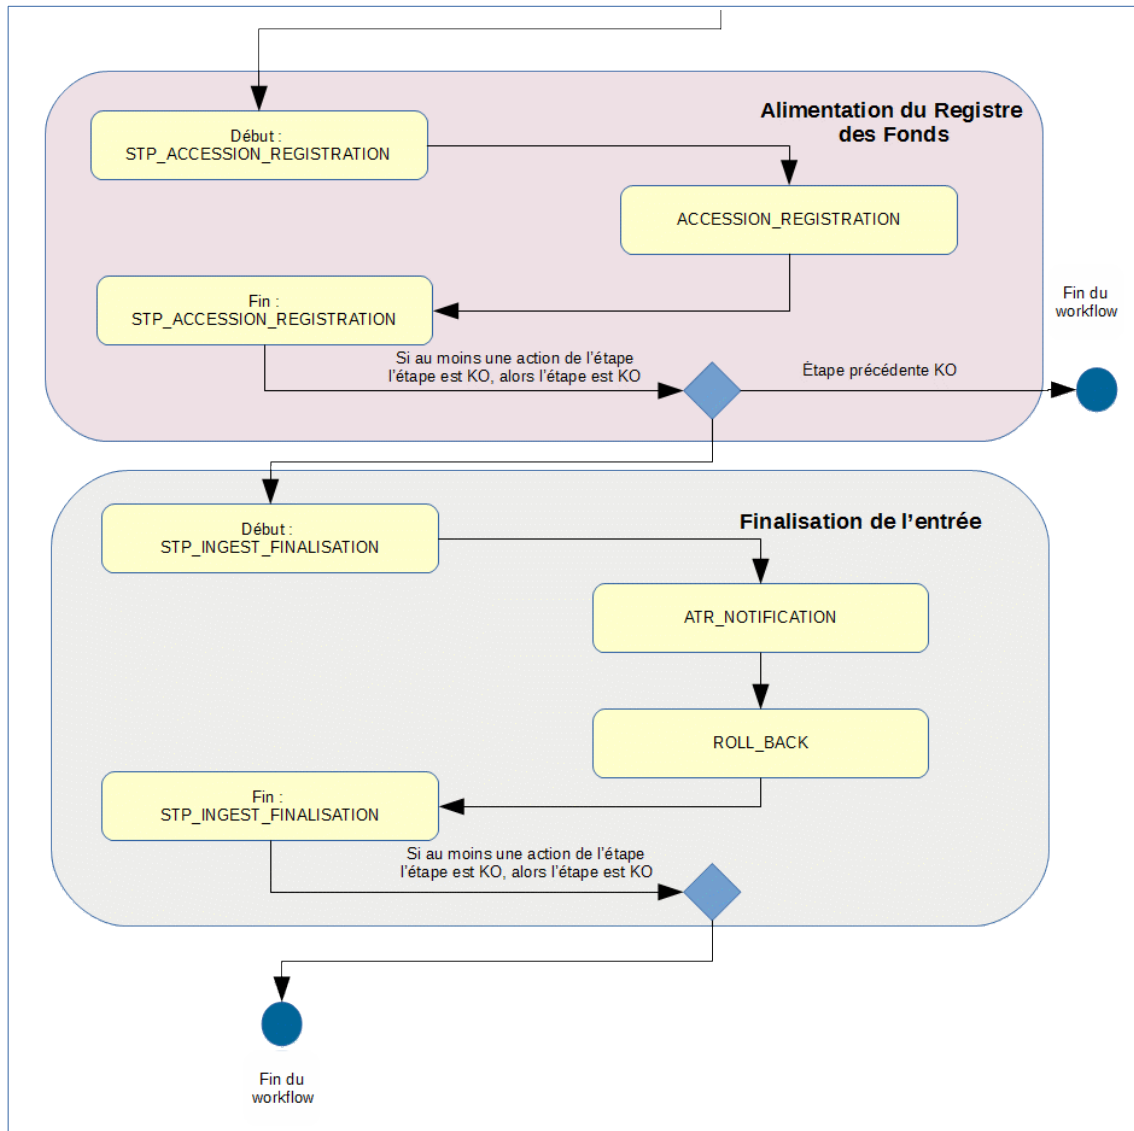 Alimentation du Registre
des Fonds
Début :
STP_ACCESSION_REGISTRATION
ACCESSION_REGISTRATION
Fin :
STP_ACCESSION_REGISTRATION
Fin du
workflow
Si au moins une action de l'étape
l'étape est KO, alors l'étape est KO
Étape précédente KO
Début :
STP_INGEST_FINALISATION
Finalisation de l'entrée
ATR_NOTIFICATION
ROLL_BACK
Fin :
STP_INGEST_FINALISATION
Si au moins une action de l'étape
l'étape est KO, alors l'étape est KO
Fin du
workflow